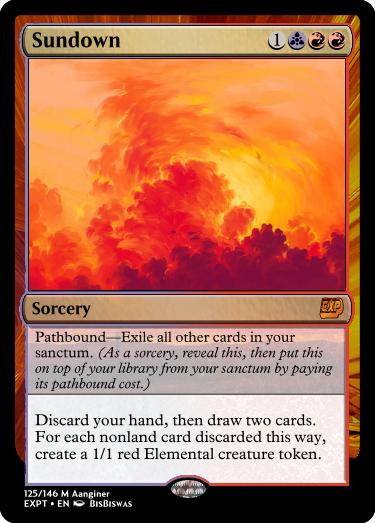 Sundown 1
EXP
Sorcery
Pathbound—Exile all other cards in your
sanctum. (As a sorcery, reveal this, then put this
on top of your library from your sanctum by paying
its pathbound cost.)
Discard your hand, then draw two cards.
For each nonland card discarded this way,
create a 1/1 red Elemental creature token.
125/146 M Aanginer
EXPT • EN BisBiswas